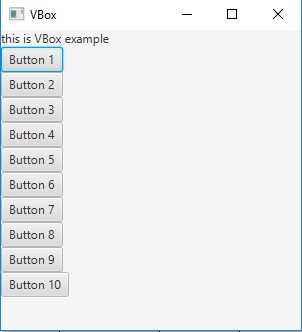 VBox
this is VBox example
Button 1
Button 2
Button 3
Button 4
Button 5
Button 6
Button 7
Button 8
Button 9
Button 10